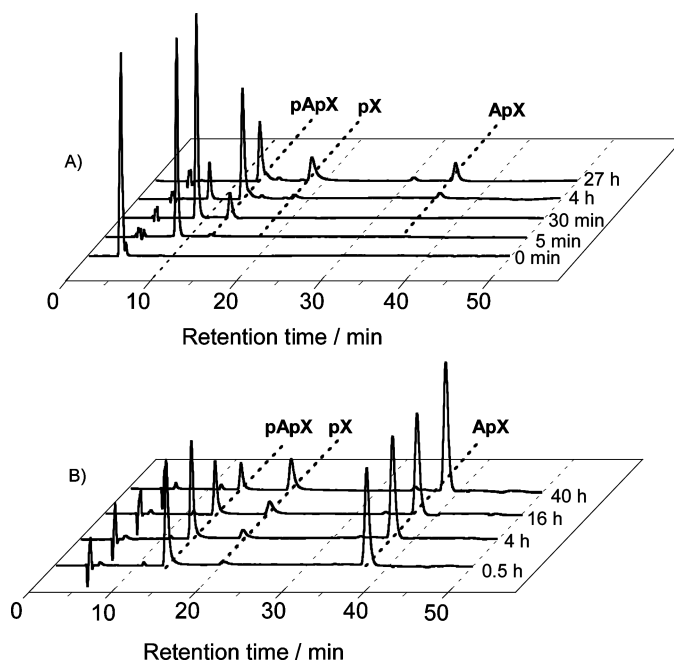 pApX pX ApX
A)
27 h
4 h
30 min
5 min
0 min
0 10 20 30 40 50
Retention time / min
pApX pX ApX
B)
40 h
16 h
4 h
0.5 h
0 10 20 30 40 50
Retention time / min